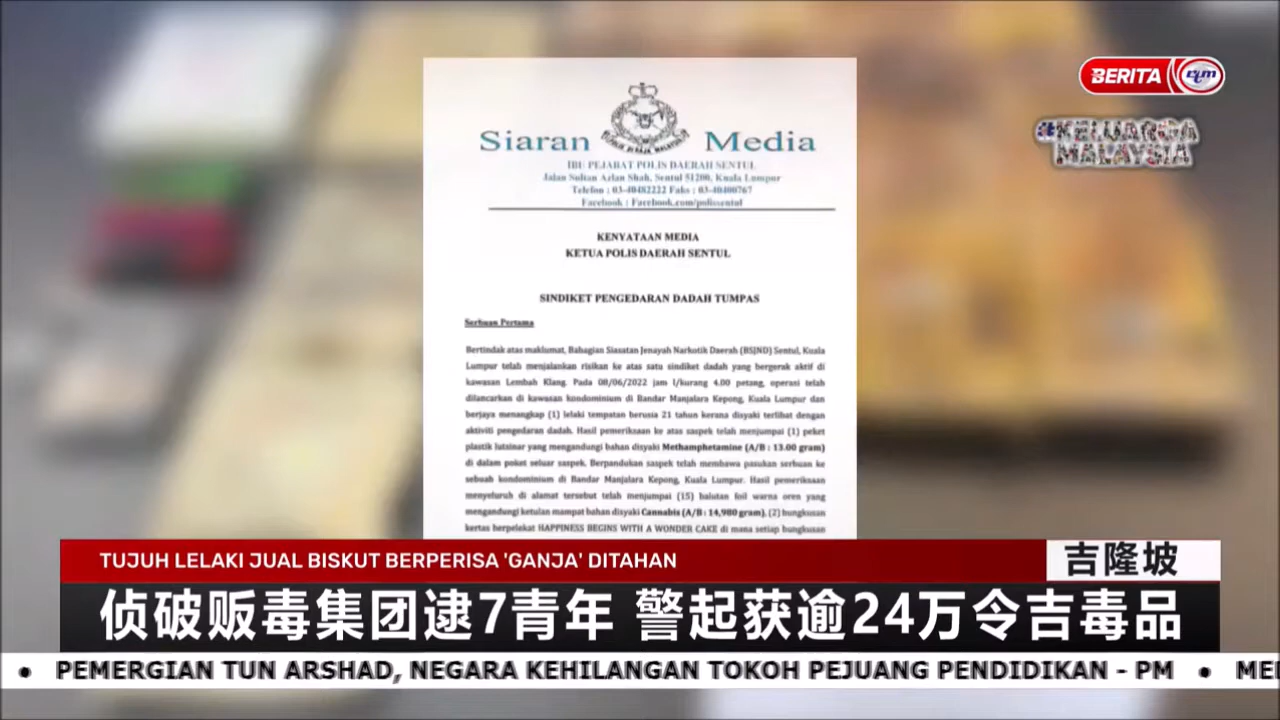 BERITA rtm
#KELUARGA
MALAYSIA
Siaran Media
IBU PEJABAT POLIS DAERAH SENTUL
Jalan Sultan Azlan Shah, Sentul 51200, Kuala Lumpur
Telefon : 03-40482222 Faks : 03-40400767
Facebook : Facebook.com/polissentul
KENYATAAN MEDIA
KETUA POLIS DAERAH SENTUL
SINDIKET PENGEDARAN DADAH TUMPAS
Serbuan Pertama
Bertindak atas maklumat, Bahagian Siasatan Jenayah Narkotik Daerah (BSJND) Sentul, Kuala
Lumpur telah menjalankan risikan ke atas satu sindiket dadah yang bergerak aktif di
kawasan Lembah Klang. Pada 08/06/2022 jam l/kurang 4.00 petang, operasi telah
dilancarkan di kawasan kondominium di Bandar Manjalara Kepong, Kuala Lumpur dan
berjaya menangkap (1) lelaki tempatan berusia 21 tahun kerana disyaki terlibat dengan
aktiviti pengedaran dadah. Hasil pemeriksaan ke atas saspek telah menjumpai (1) peket
plastik lutsinar yang mengandungi bahan disyaki Methamphetamine (A/B : 13.00 gram)
di dalam poket seluar saspek. Berpandukan saspek telah membawa pasukan serbuan ke
sebuah kondominium di Bandar Manjalara Kepong, Kuala Lumpur. Hasil pemeriksaan
menyeluruh di alamat tersebut telah menjumpai (15) balutan foil warna oren yang
mengandungi ketulan mampat bahan disyaki Cannabis (A/B : 14,980 gram), (2) bungkusan
kertas berpelekat HAPPINESS BEGINS WITH A WONDER CAKE di mana setiap bungkusan
TUJUH LELAKI JUAL BISKUT BERPERISA 'GANJA' DITAHAN
吉隆坡
侦破贩毒集团逮7青年 警起获逾24万令吉毒品
• PEMERGIAN TUN ARSHAD, NEGARA KEHILANGAN TOKOH PEJUANG PENDIDIKAN - PM •